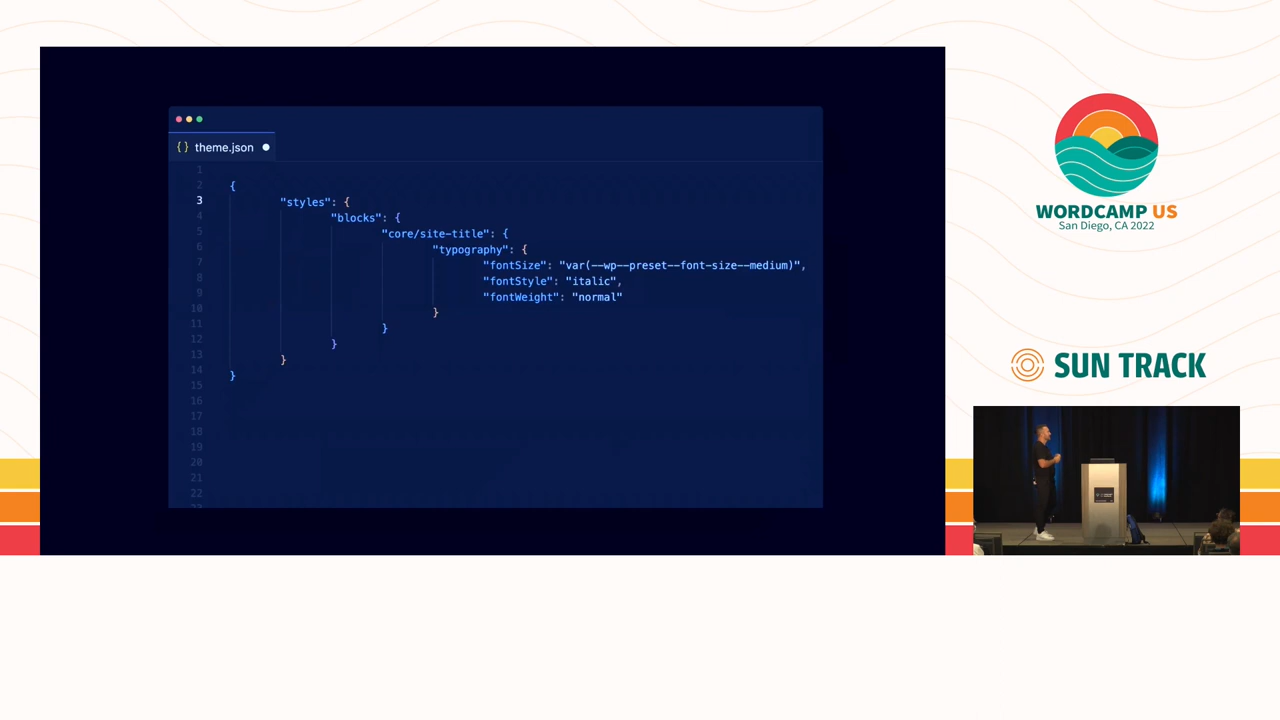 {} theme.json
1
2 {
3 "styles": {
4 "blocks": {
5 "core/site-title": {
6 "typography": {
7 "fontSize": "var(--wp--preset--font-size--medium)",
8 "fontStyle": "italic",
9 "fontWeight": "normal"
10 }
11 }
12 }
13 }
14 }
15
16
17
18
19
20
21
22
WORDCAMP US
San Diego, CA 2022
SUN TRACK